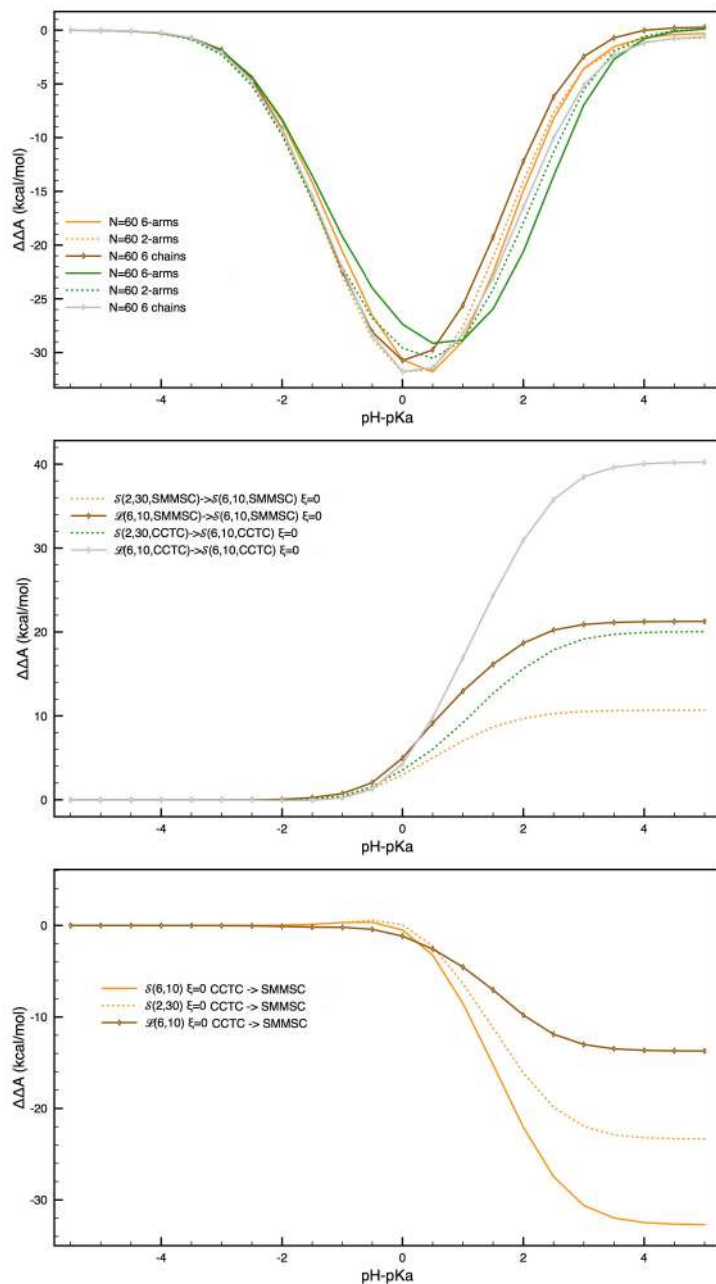 0
-5
-10
-15
-20
-25
-30
ΔΔA (kcal/mol)
N=60 6-arms
N=60 2-arms
N=60 6 chains
N=60 6-arms
N=60 2-arms
N=60 6 chains
-4 -2 0 2 4
pH-pKa
40
30
20
10
0
ΔΔA (kcal/mol)
𝒮(2,30,SMMSC)->𝒮(6,10,SMMSC) ξ=0
ℒ(6,10,SMMSC)->𝒮(6,10,SMMSC) ξ=0
𝒮(2,30,CCTC)->𝒮(6,10,CCTC) ξ=0
ℒ(6,10,CCTC)->𝒮(6,10,CCTC) ξ=0
-4 -2 0 2 4
pH-pKa
0
-10
-20
-30
ΔΔA (kcal/mol)
𝒮(6,10) ξ=0 CCTC -> SMMSC
𝒮(2,30) ξ=0 CCTC -> SMMSC
ℒ(6,10) ξ=0 CCTC -> SMMSC
-4 -2 0 2 4
pH-pKa